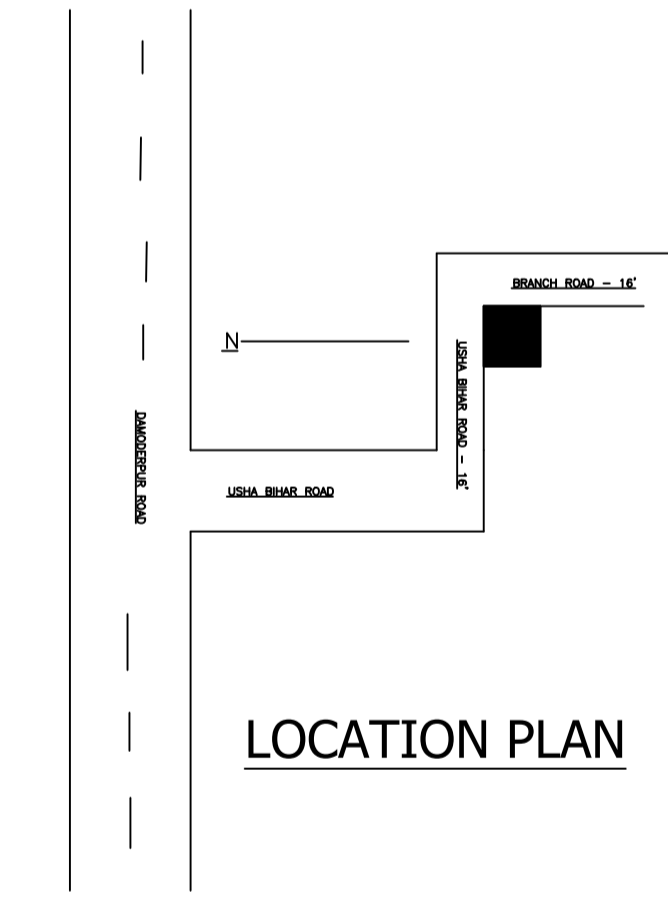 BRANCH ROAD - 16'
N
USHA BIHAR ROAD - 16'
DAMODERPUR ROAD
USHA BIHAR ROAD
LOCATION PLAN